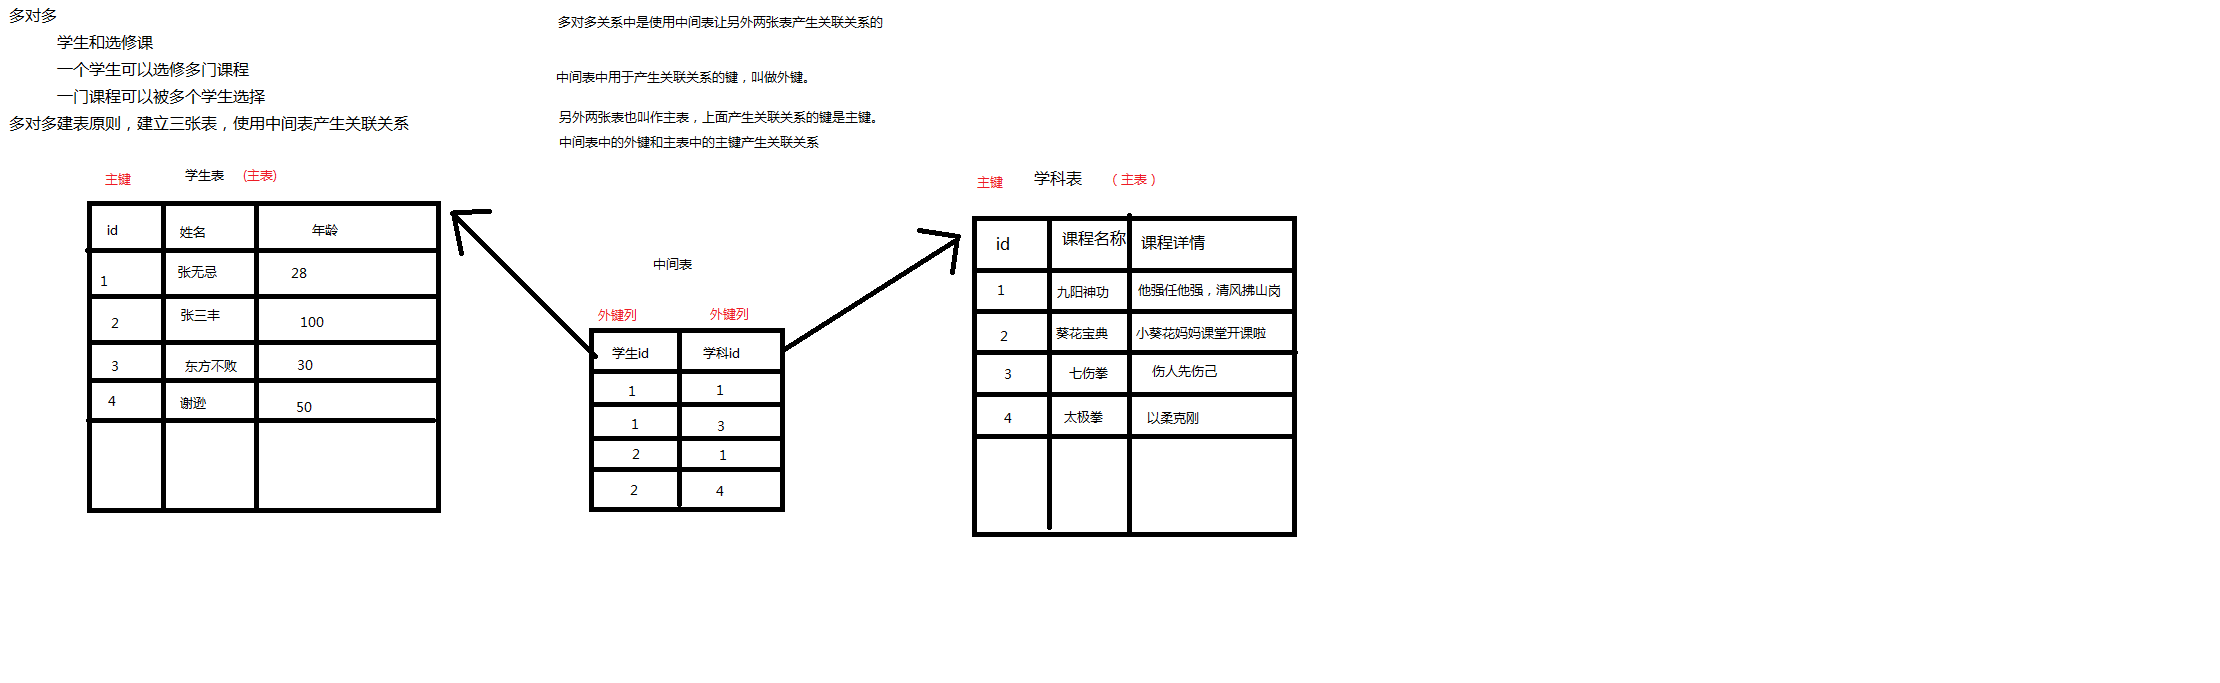 多对多
学生和选修课
一个学生可以选修多门课程
一门课程可以被多个学生选择
多对多建表原则，建立三张表，使用中间表产生关联关系
多对多关系中是使用中间表让另外两张表产生关联关系的
中间表中用于产生关联关系的键，叫做外键。
另外两张表也叫作主表，上面产生关联关系的键是主键。
中间表中的外键和主表中的主键产生关联关系
主键 学生表 (主表)
id 姓名 年龄
1 张无忌 28
2 张三丰 100
3 东方不败 30
4 谢逊 50
中间表
外键列 外键列
学生id 学科id
1 1
1 3
2 1
2 4
主键 学科表 （主表）
id 课程名称 课程详情
1 九阳神功 他强任他强，清风拂山岗
2 葵花宝典 小葵花妈妈课堂开课啦
3 七伤拳 伤人先伤己
4 太极拳 以柔克刚